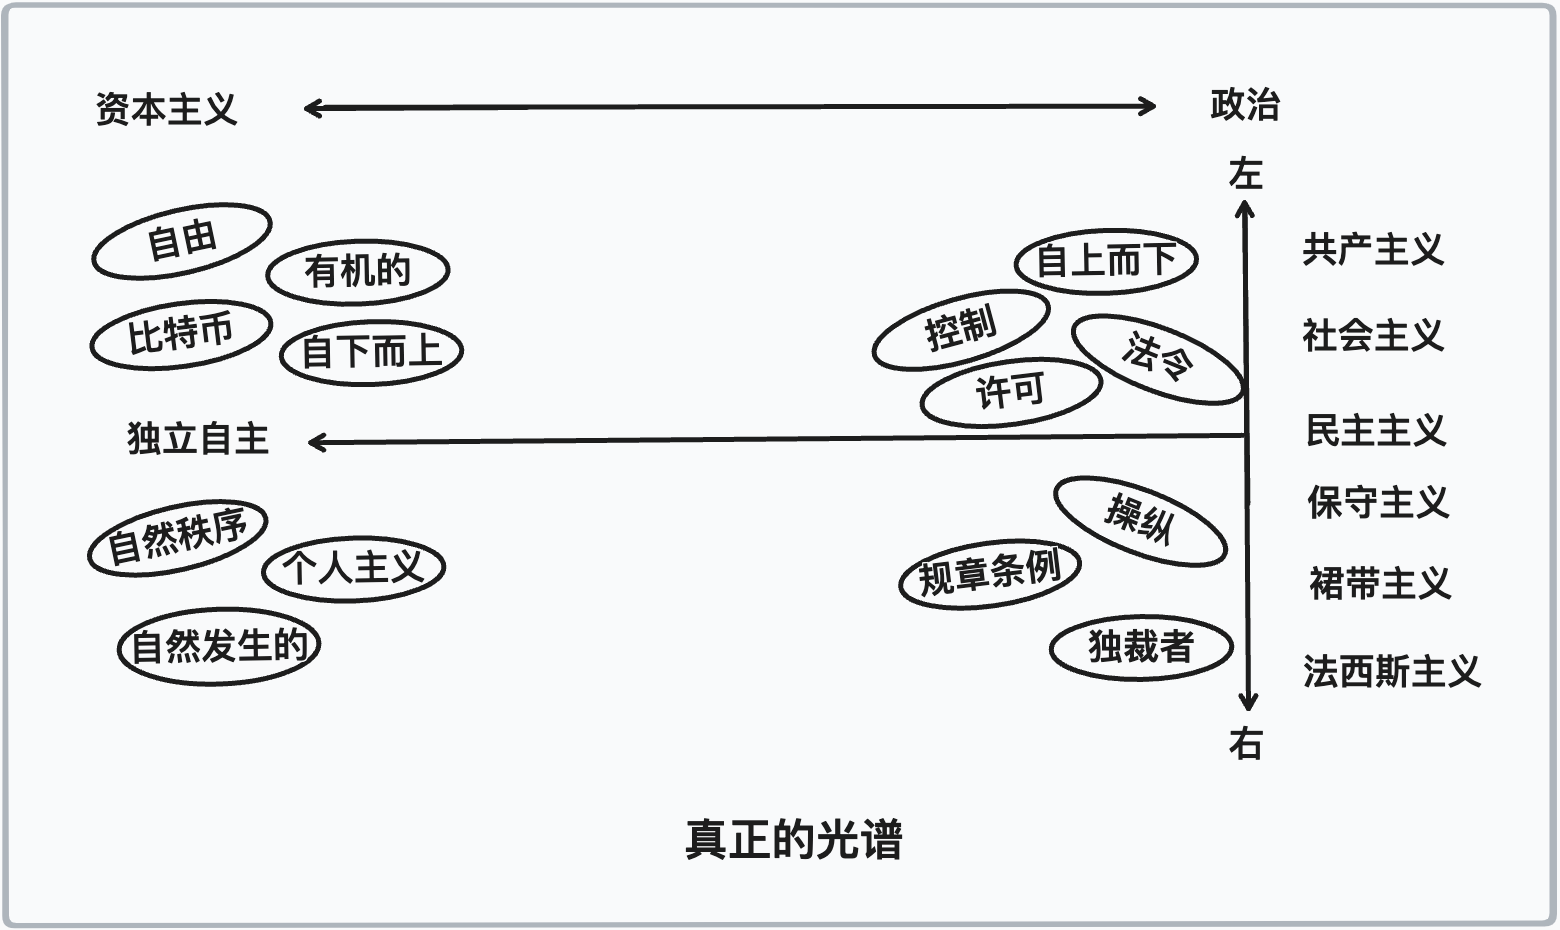 资本主义
政治
左
自由
有机的
比特币
自下而上
自上而下
控制
法令
许可
共产主义
社会主义
民主主义
保守主义
裙带主义
法西斯主义
独立自主
自然秩序
个人主义
自然发生的
操纵
规章条例
独裁者
右
真正的光谱